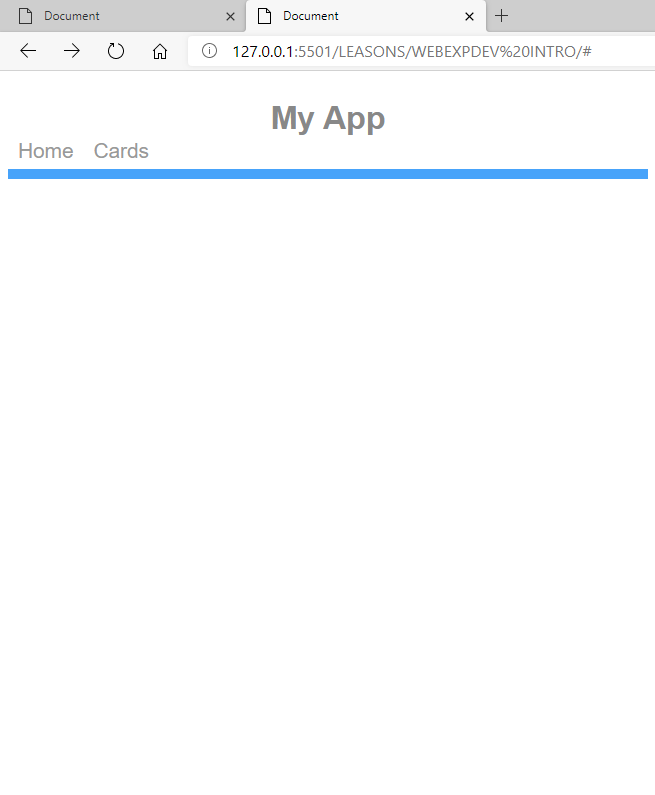 Document
Document
127.0.0.1:5501/LEASONS/WEBEXPDEV%20INTRO/#
My App
Home Cards